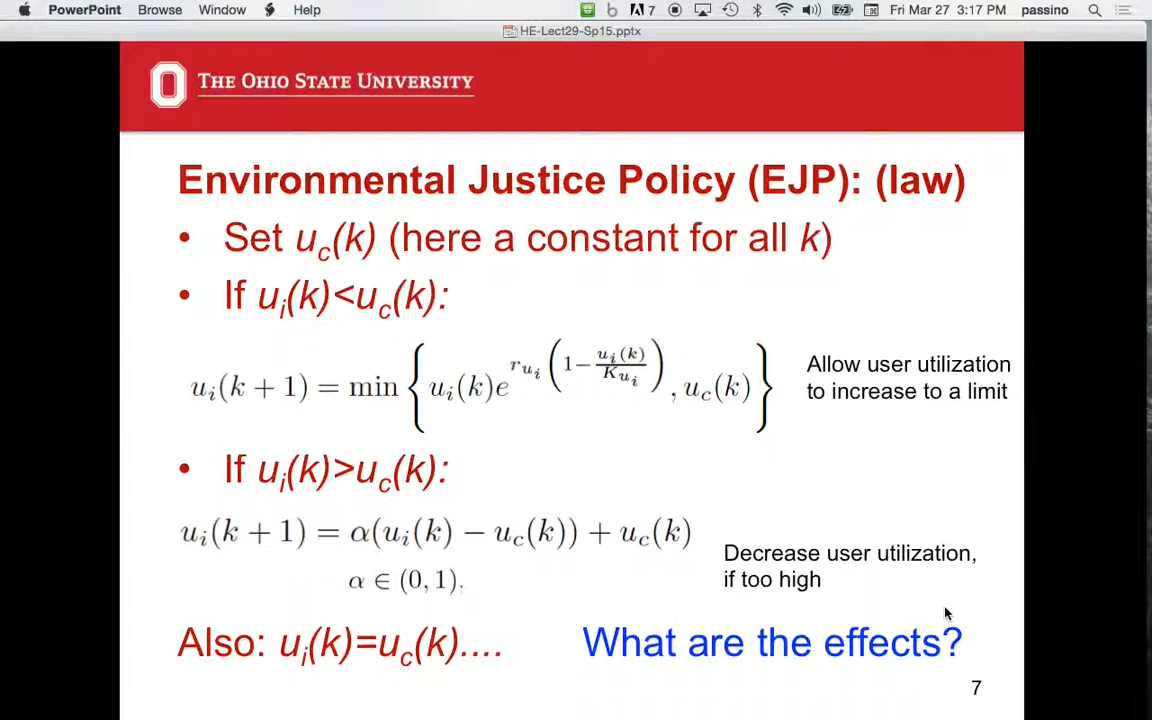 PowerPoint Browse Window Help 7 Fri Mar 27 3:17 PM passino
HE-Lect29-Sp15.pptx
THE OHIO STATE UNIVERSITY
Environmental Justice Policy (EJP): (law)
• Set u_c(k) (here a constant for all k)
• If u_i(k)<u_c(k):
u_i(k + 1) = min { u_i(k)e^{r_{u_i}(1−\frac{u_i(k)}{K_{u_i}})}, u_c(k) }
Allow user utilization
to increase to a limit
• If u_i(k)>u_c(k):
u_i(k + 1) = α(u_i(k) − u_c(k)) + u_c(k)
α ∈ (0, 1).
Decrease user utilization,
if too high
Also: u_i(k)=u_c(k)....
What are the effects?
7